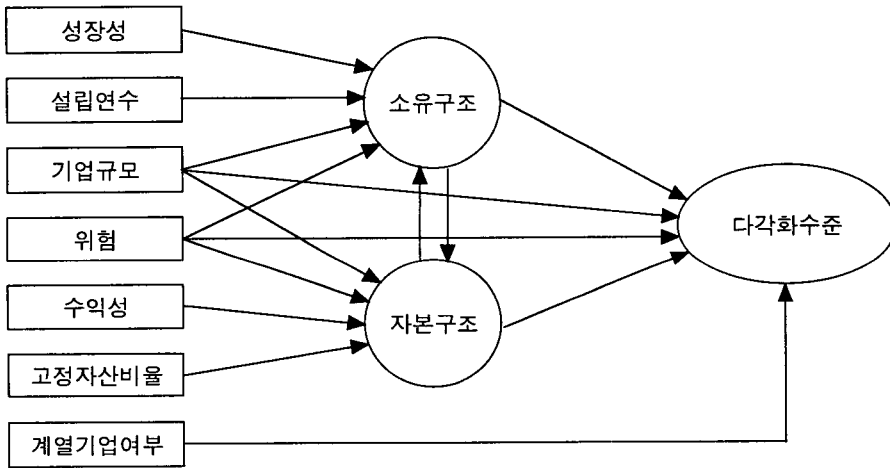 성장성
설립연수
기업규모
위험
수익성
고정자산비율
계열기업여부
소유구조
자본구조
다각화수준